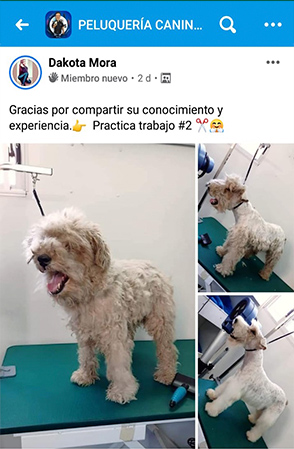 PELUQUERÍA CANIN...
Dakota Mora
Miembro nuevo • 2 d •
Gracias por compartir su conocimiento y
experiencia.👉 Practica trabajo #2 ✂️😤